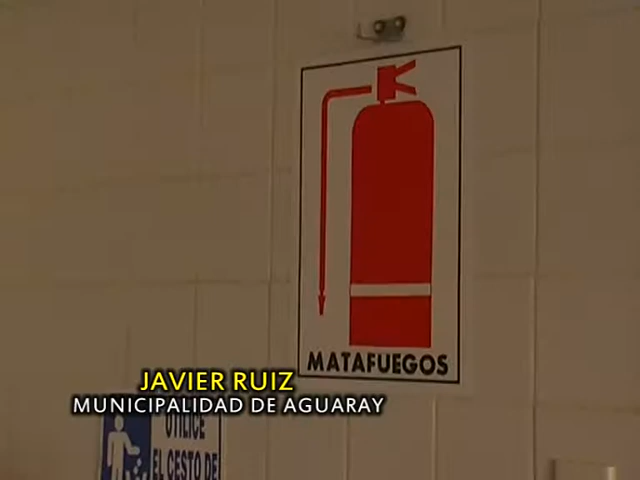 MATAFUEGOS
JAVIER RUIZ
MUNICIPALIDAD DE AGUARAY
UTILICE
EL CESTO DE